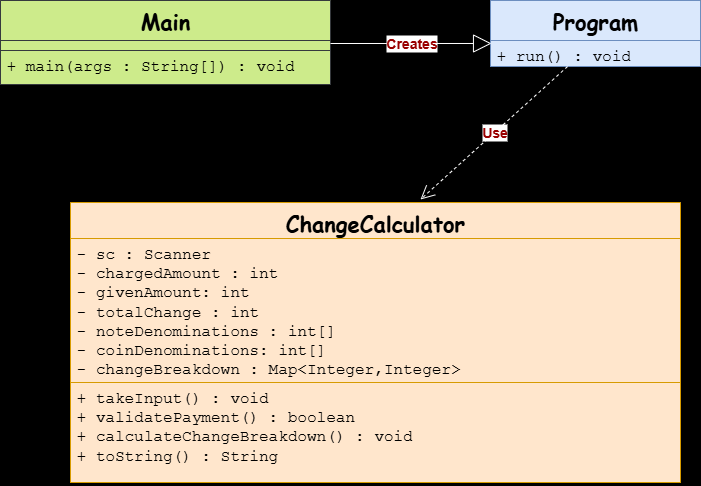 Main
+ main(args : String[]) : void
Creates
Program
+ run() : void
Use
ChangeCalculator
- sc : Scanner
- chargedAmount : int
- givenAmount: int
- totalChange : int
- noteDenominations : int[]
- coinDenominations: int[]
- changeBreakdown : Map<Integer,Integer>
+ takeInput() : void
+ validatePayment() : boolean
+ calculateChangeBreakdown() : void
+ toString() : String